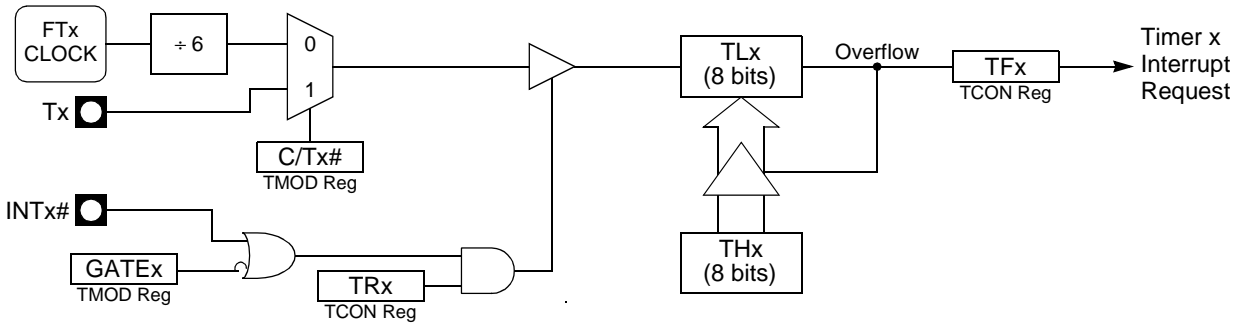 FTx
CLOCK
÷ 6
0
1
Tx
C/Tx#
TMOD Reg
TLx
(8 bits)
Overflow
TFx
TCON Reg
Timer x
Interrupt
Request
INTx#
GATEx
TMOD Reg
TRx
TCON Reg
THx
(8 bits)